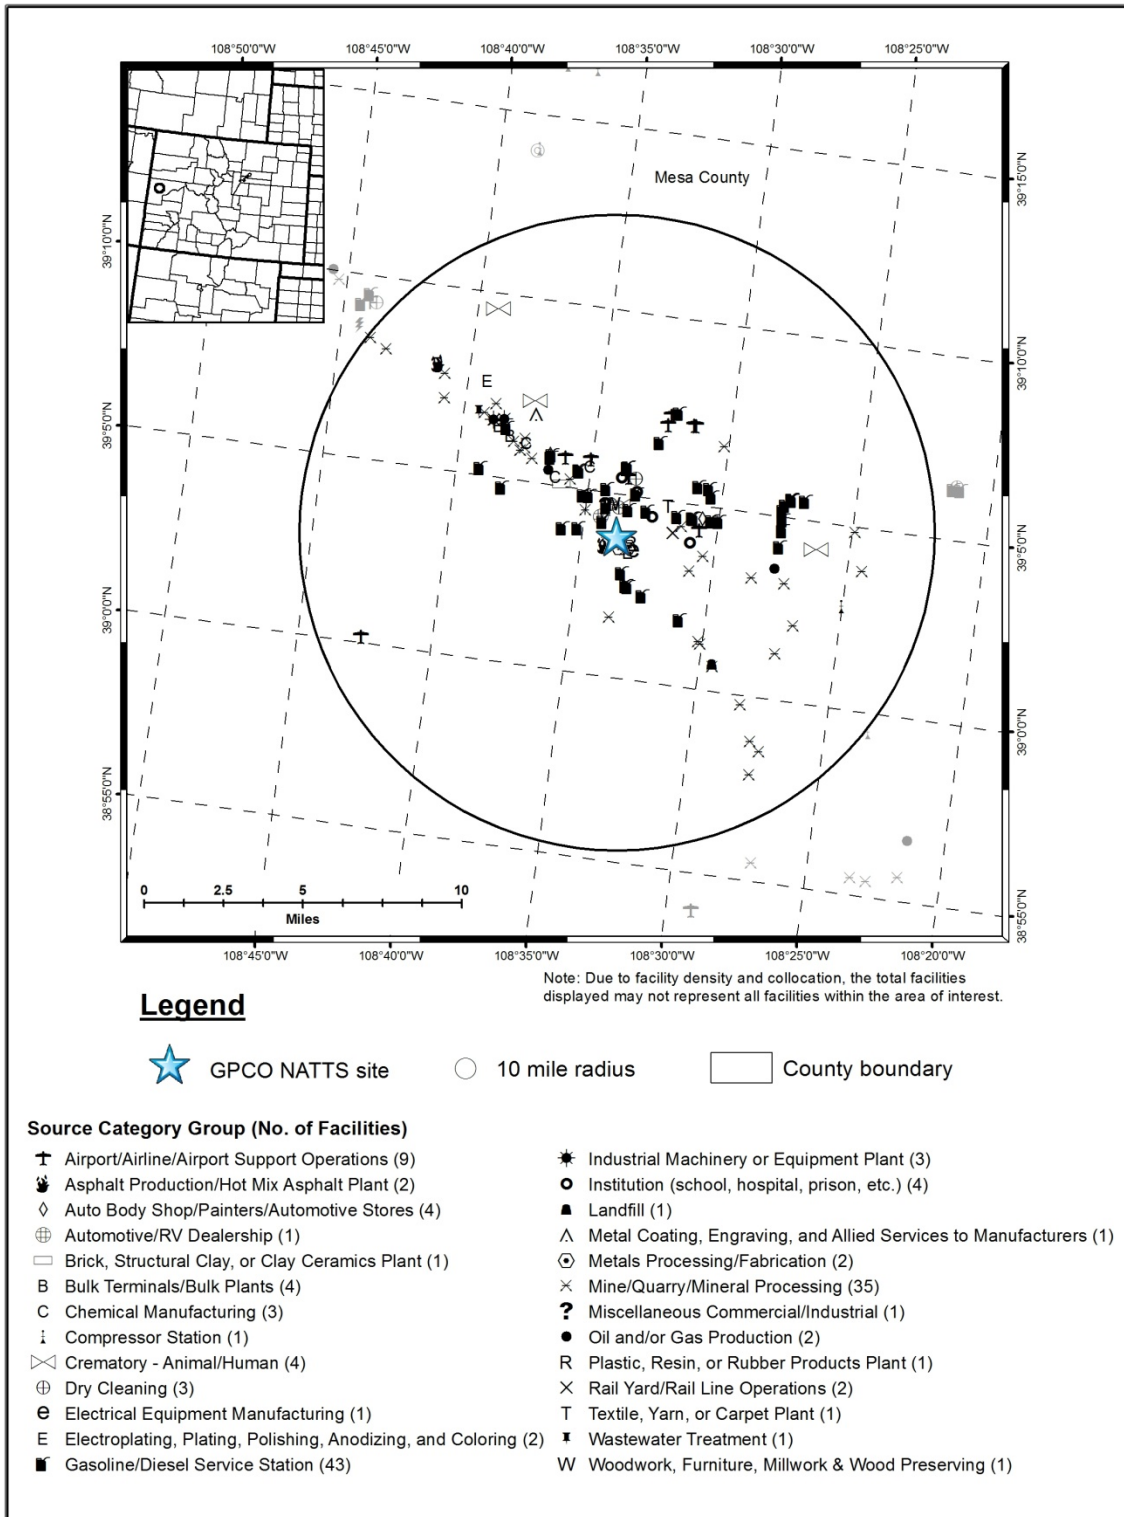 108°50'0"W 108°45'0"W 108°40'0"W 108°35'0"W 108°30'0"W 108°25'0"W
Mesa County
39°15'0"N
39°10'0"N
39°10'0"N
39°5'0"N
39°5'0"N
39°0'0"N
39°0'0"N
38°55'0"N
38°55'0"N
E
C
C
C
T
W
0 2.5 5 10
Miles
108°45'0"W 108°40'0"W 108°35'0"W 108°30'0"W 108°25'0"W 108°20'0"W
Note: Due to facility density and collocation, the total facilities
displayed may not represent all facilities within the area of interest.
Legend
GPCO NATTS site 10 mile radius County boundary
Source Category Group (No. of Facilities)
Airport/Airline/Airport Support Operations (9)
Asphalt Production/Hot Mix Asphalt Plant (2)
Auto Body Shop/Painters/Automotive Stores (4)
Automotive/RV Dealership (1)
Brick, Structural Clay, or Clay Ceramics Plant (1)
B Bulk Terminals/Bulk Plants (4)
C Chemical Manufacturing (3)
Compressor Station (1)
Crematory - Animal/Human (4)
Dry Cleaning (3)
e Electrical Equipment Manufacturing (1)
E Electroplating, Plating, Polishing, Anodizing, and Coloring (2)
Gasoline/Diesel Service Station (43)
Industrial Machinery or Equipment Plant (3)
Institution (school, hospital, prison, etc.) (4)
Landfill (1)
Metal Coating, Engraving, and Allied Services to Manufacturers (1)
Metals Processing/Fabrication (2)
Mine/Quarry/Mineral Processing (35)
? Miscellaneous Commercial/Industrial (1)
Oil and/or Gas Production (2)
R Plastic, Resin, or Rubber Products Plant (1)
Rail Yard/Rail Line Operations (2)
T Textile, Yarn, or Carpet Plant (1)
Wastewater Treatment (1)
W Woodwork, Furniture, Millwork & Wood Preserving (1)